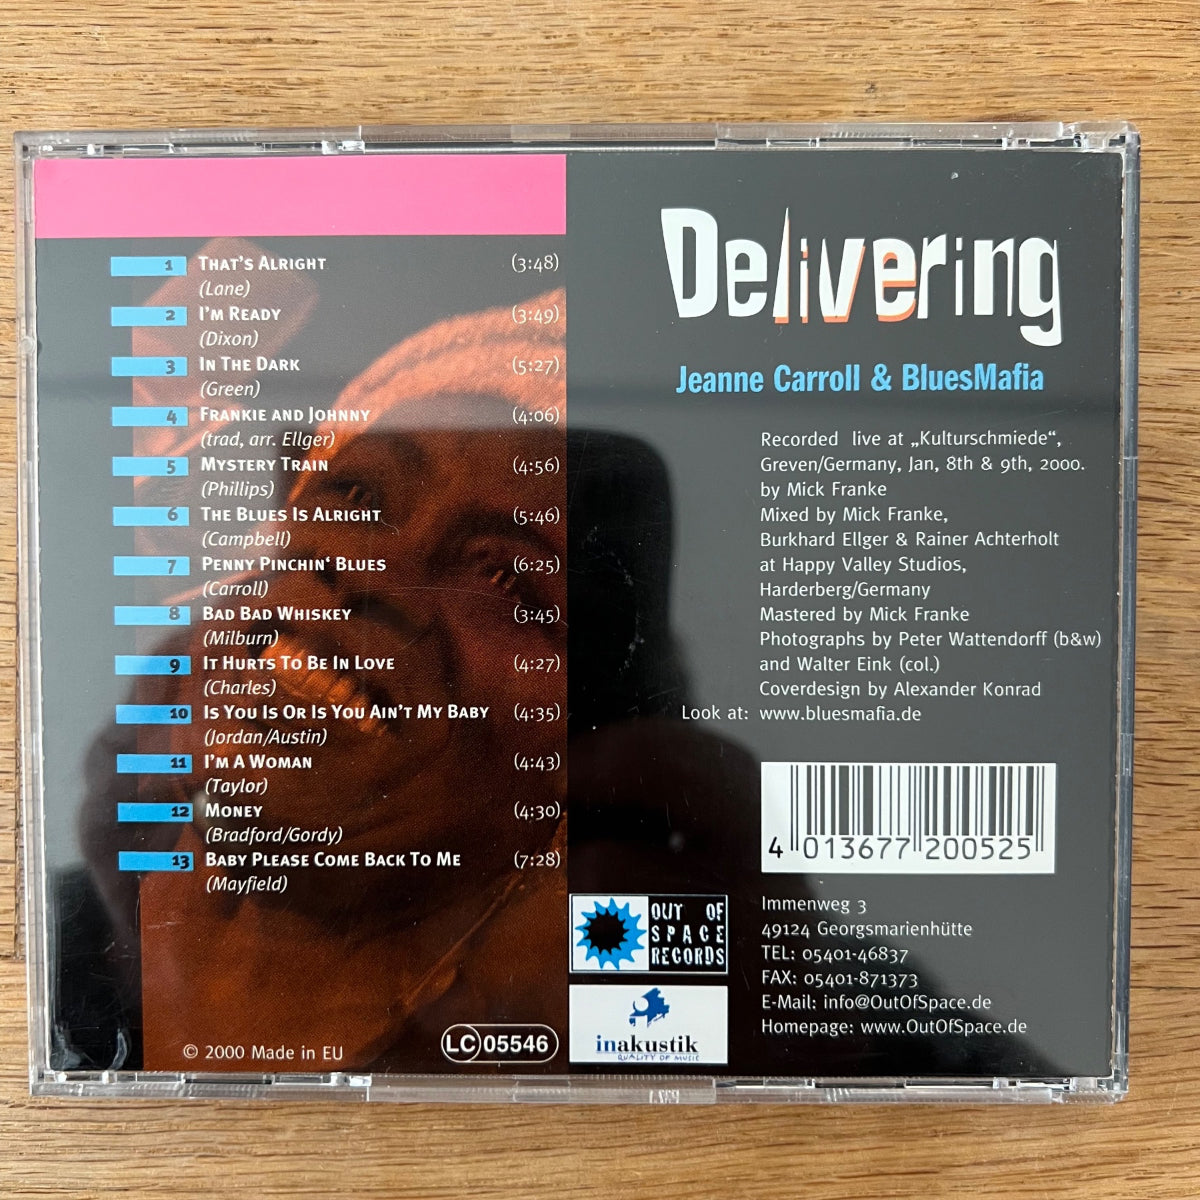 1 That's Alright (3:48)
(Lane)
2 I'm Ready (3:49)
(Dixon)
3 In The Dark (5:27)
(Green)
4 Frankie and Johnny (4:06)
(trad, arr. Ellger)
5 Mystery Train (4:56)
(Phillips)
6 The Blues Is Alright (5:46)
(Campbell)
7 Penny Pinchin‘ Blues (6:25)
(Carroll)
8 Bad Bad Whiskey (3:45)
(Milburn)
9 It Hurts To Be In Love (4:27)
(Charles)
10 Is You Is Or Is You Ain't My Baby (4:35)
(Jordan/Austin)
11 I'm A Woman (4:43)
(Taylor)
12 Money (4:30)
(Bradford/Gordy)
13 Baby Please Come Back To Me (7:28)
(Mayfield)
© 2000 Made in EU
LC 05546
Delivering
Jeanne Carroll & BluesMafia
Recorded live at „Kulturschmiede“,
Greven/Germany, Jan, 8th & 9th, 2000.
by Mick Franke
Mixed by Mick Franke,
Burkhard Ellger & Rainer Achterholt
at Happy Valley Studios,
Harderberg/Germany
Mastered by Mick Franke
Photographs by Peter Wattendorff (b&w)
and Walter Eink (col.)
Coverdesign by Alexander Konrad
Look at: www.bluesmafia.de
4 013677 200525
OUT OF
SPACE
RECORDS
inakustik
QUALITY OF MUSIC
Immenweg 3
49124 Georgsmarienhütte
TEL: 05401-46837
FAX: 05401-871373
E-Mail: info@OutOfSpace.de
Homepage: www.OutOfSpace.de